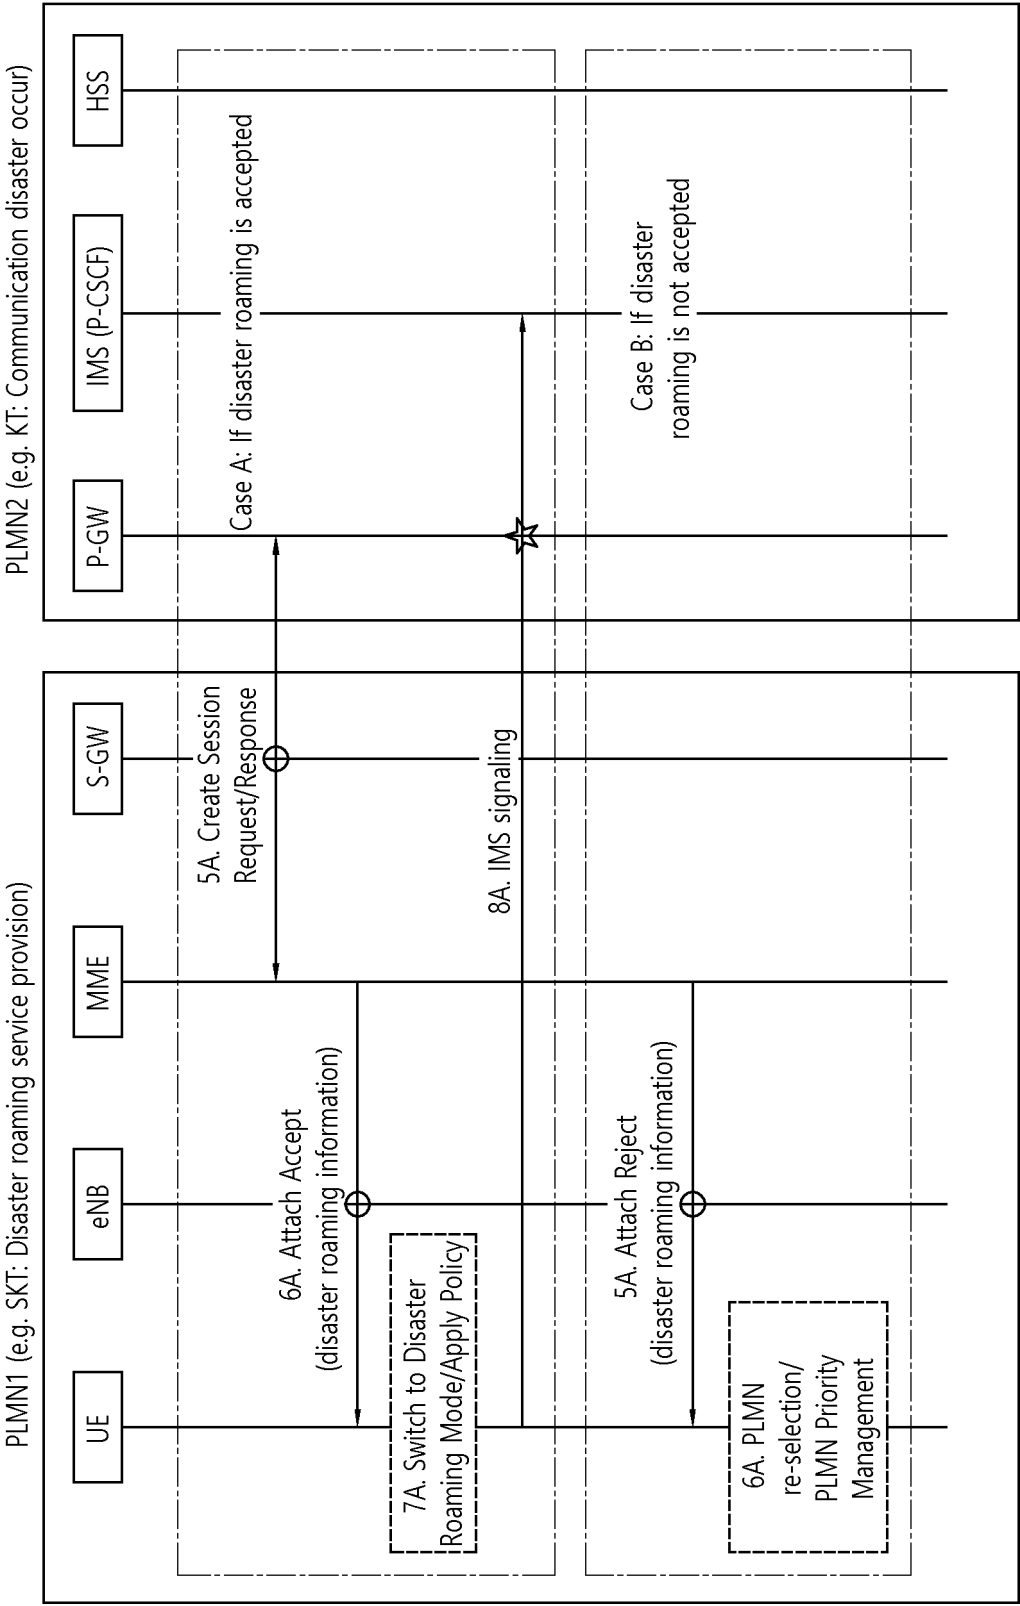 PLMN1 (e.g. SKT: Disaster roaming service provision)
PLMN2 (e.g. KT: Communication disaster occur)
UE
eNB
MME
S-GW
P-GW
IMS (P-CSCF)
HSS
Case A: If disaster roaming is accepted
5A. Create Session
Request/Response
6A. Attach Accept
(disaster roaming information)
7A. Switch to Disaster
Roaming Mode/Apply Policy
8A. IMS signaling
Case B: If disaster
roaming is not accepted
5A. Attach Reject
(disaster roaming information)
6A. PLMN
re-selection/
PLMN Priority
Management